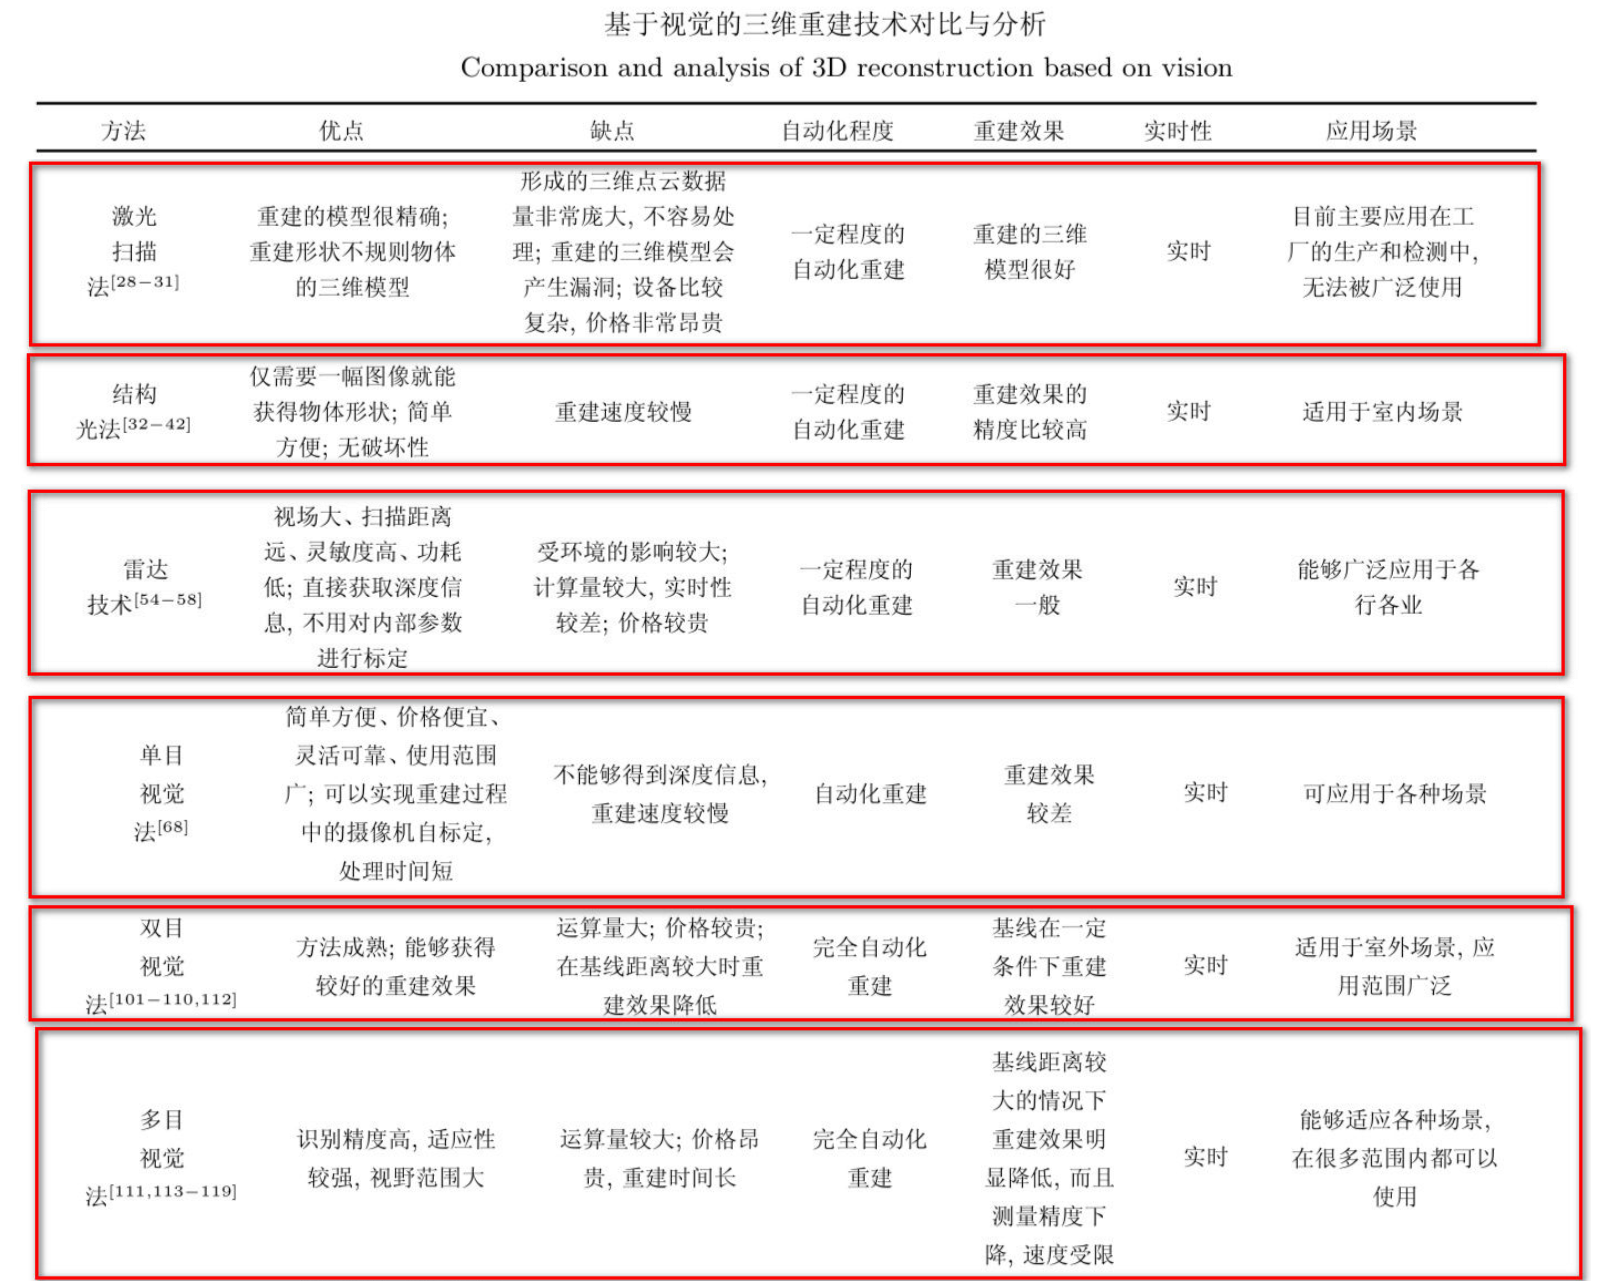 基于视觉的三维重建技术对比与分析
Comparison and analysis of 3D reconstruction based on vision
方法 优点 缺点 自动化程度 重建效果 实时性 应用场景
激光
扫描
法[28−31]
重建的模型很精确;
重建形状不规则物体
的三维模型
形成的三维点云数据
量非常庞大, 不容易处
理; 重建的三维模型会
产生漏洞; 设备比较
复杂, 价格非常昂贵
一定程度的
自动化重建
重建的三维
模型很好
实时
目前主要应用在工
厂的生产和检测中,
无法被广泛使用
结构
光法[32−42]
仅需要一幅图像就能
获得物体形状; 简单
方便; 无破坏性
重建速度较慢
一定程度的
自动化重建
重建效果的
精度比较高
实时
适用于室内场景
雷达
技术[54−58]
视场大、扫描距离
远、灵敏度高、功耗
低; 直接获取深度信
息, 不用对内部参数
进行标定
受环境的影响较大;
计算量较大, 实时性
较差; 价格较贵
一定程度的
自动化重建
重建效果
一般
实时
能够广泛应用于各
行各业
单目
视觉
法[68]
简单方便、价格便宜、
灵活可靠、使用范围
广; 可以实现重建过程
中的摄像机自标定,
处理时间短
不能够得到深度信息,
重建速度较慢
自动化重建
重建效果
较差
实时
可应用于各种场景
双目
视觉
法[101−110,112]
方法成熟; 能够获得
较好的重建效果
运算量大; 价格较贵;
在基线距离较大时重
建效果降低
完全自动化
重建
基线在一定
条件下重建
效果较好
实时
适用于室外场景, 应
用范围广泛
多目
视觉
法[111,113−119]
识别精度高, 适应性
较强, 视野范围大
运算量较大; 价格昂
贵, 重建时间长
完全自动化
重建
基线距离较
大的情况下
重建效果明
显降低, 而且
测量精度下
降, 速度受限
实时
能够适应各种场景,
在很多范围内都可以
使用